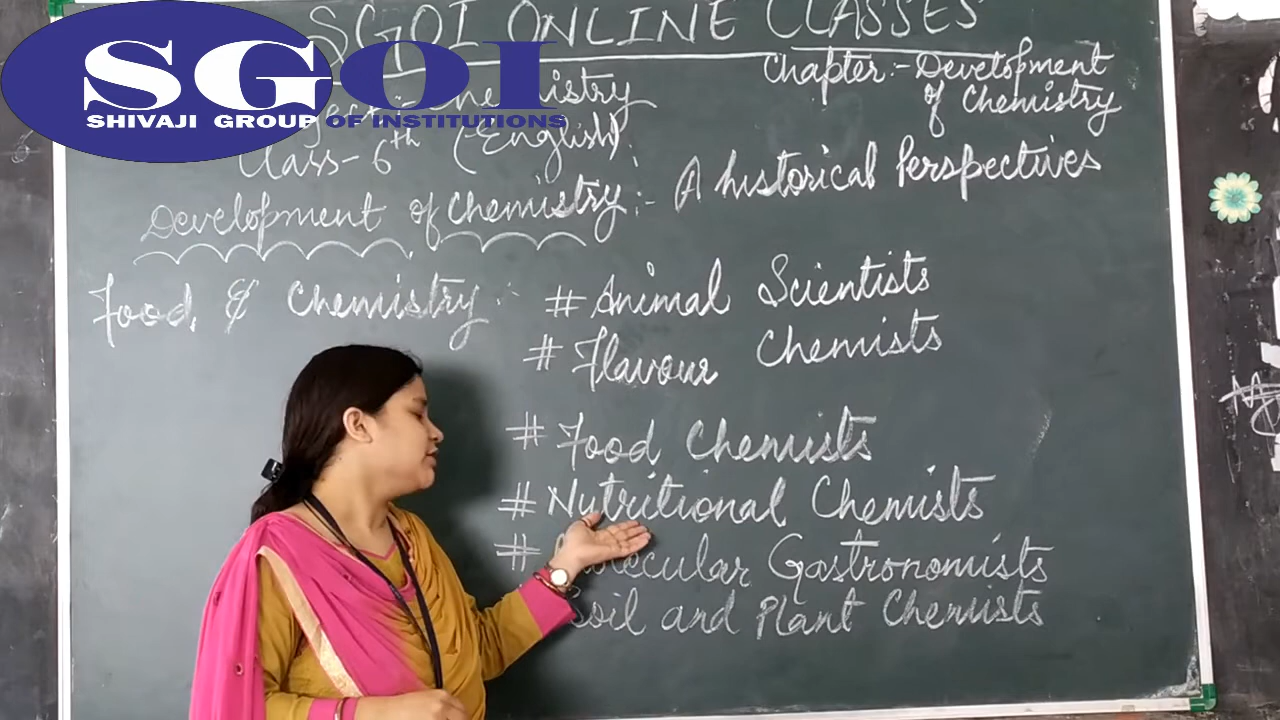 SGOI ONLINE CLASSES
SGOI
SHIVAJI GROUP OF INSTITUTIONS
Chapter:- Development
of Chemistry
Chemistry
Class- 6th (English)
Development of Chemistry:- A historical Perspectives
Food & Chemistry:-
# Animal Scientists
# Flavour Chemists
# Food Chemists
# Nutritional Chemists
# Gastronomists
Soil and Plant Chemists